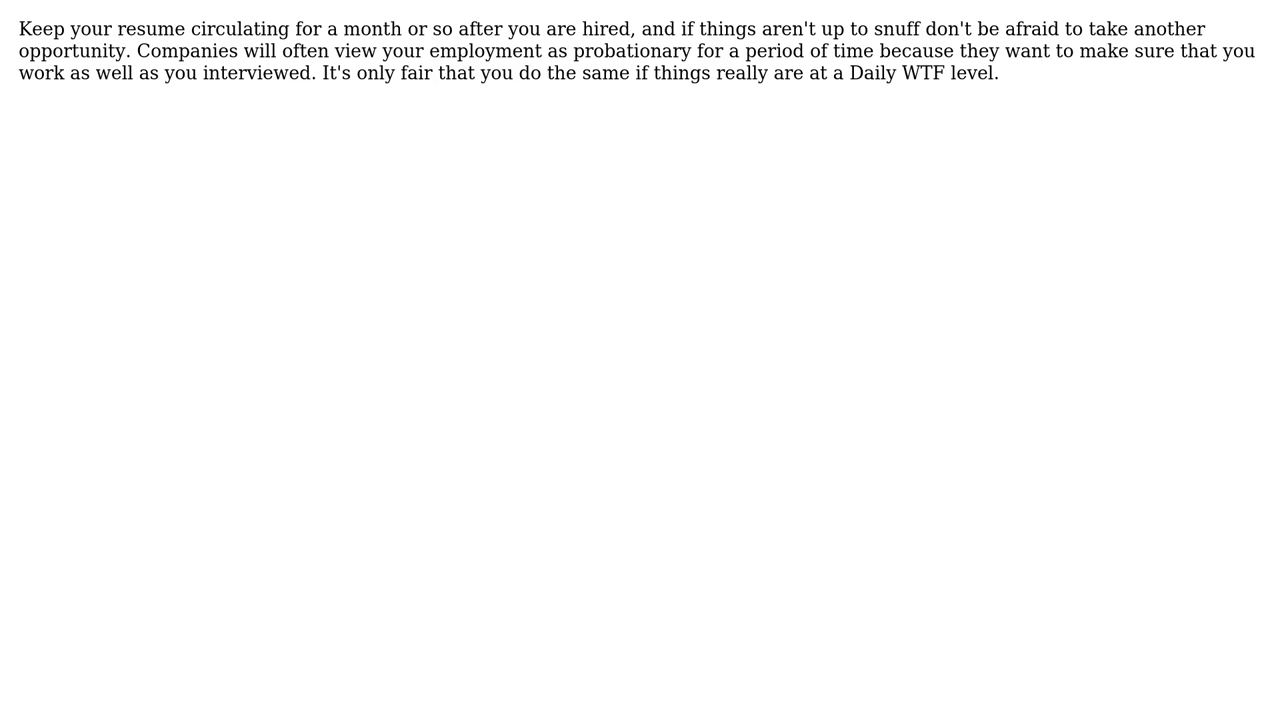 Keep your resume circulating for a month or so after you are hired, and if things aren't up to snuff don't be afraid to take another
opportunity. Companies will often view your employment as probationary for a period of time because they want to make sure that you
work as well as you interviewed. It's only fair that you do the same if things really are at a Daily WTF level.